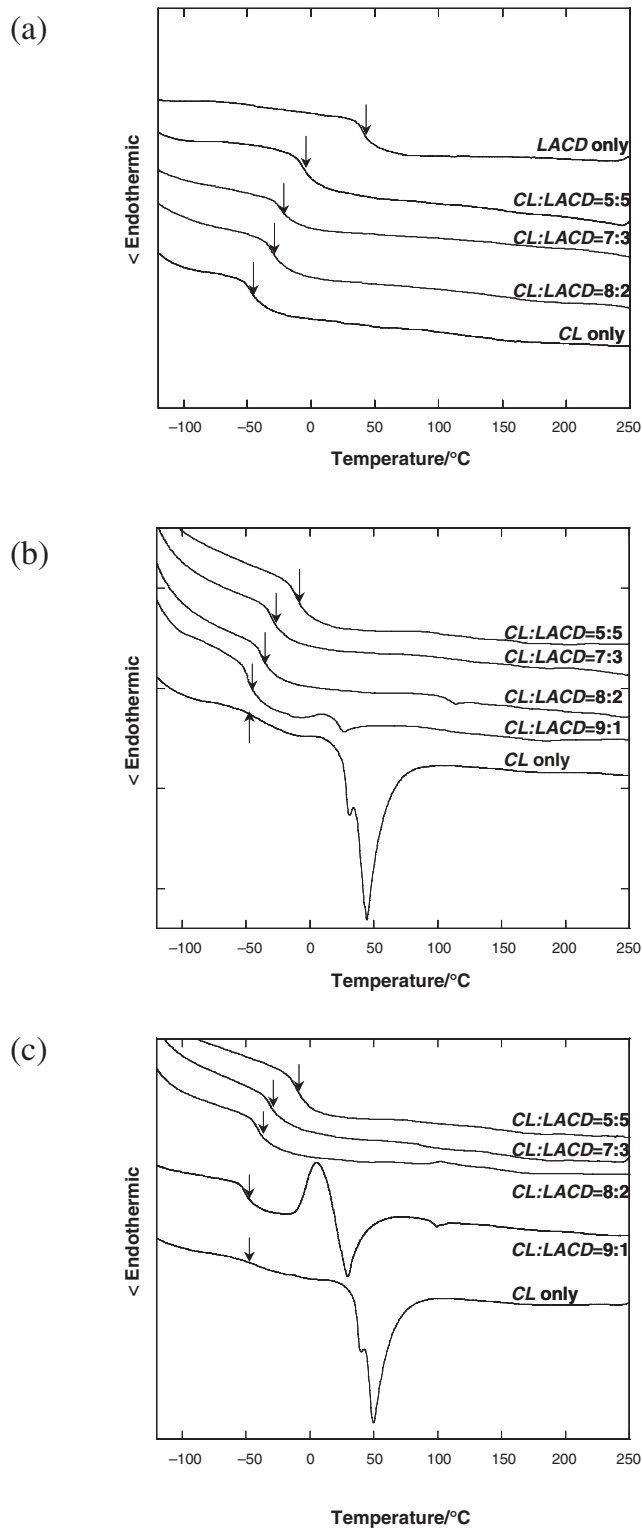 (a)
< Endothermic
LACD only
CL:LACD=5:5
CL:LACD=7:3
CL:LACD=8:2
CL only
−100 −50 0 50 100 150 200 250
Temperature/°C
(b)
< Endothermic
CL:LACD=5:5
CL:LACD=7:3
CL:LACD=8:2
CL:LACD=9:1
CL only
−100 −50 0 50 100 150 200 250
Temperature/°C
(c)
< Endothermic
CL:LACD=5:5
CL:LACD=7:3
CL:LACD=8:2
CL:LACD=9:1
CL only
−100 −50 0 50 100 150 200 250
Temperature/°C